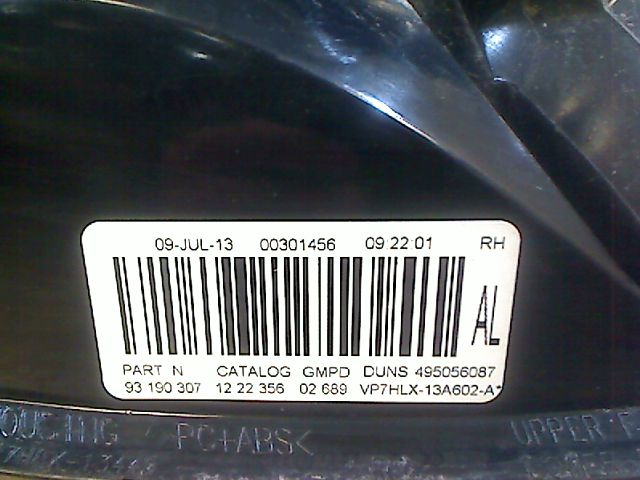 09-JUL-13 00301456 09:22:01 RH
AL
PART N CATALOG GMPD DUNS 495056087
93 190 307 12 22 356 02 689 VP7HLX-13A602-A*
PC+ABS<
UPPER